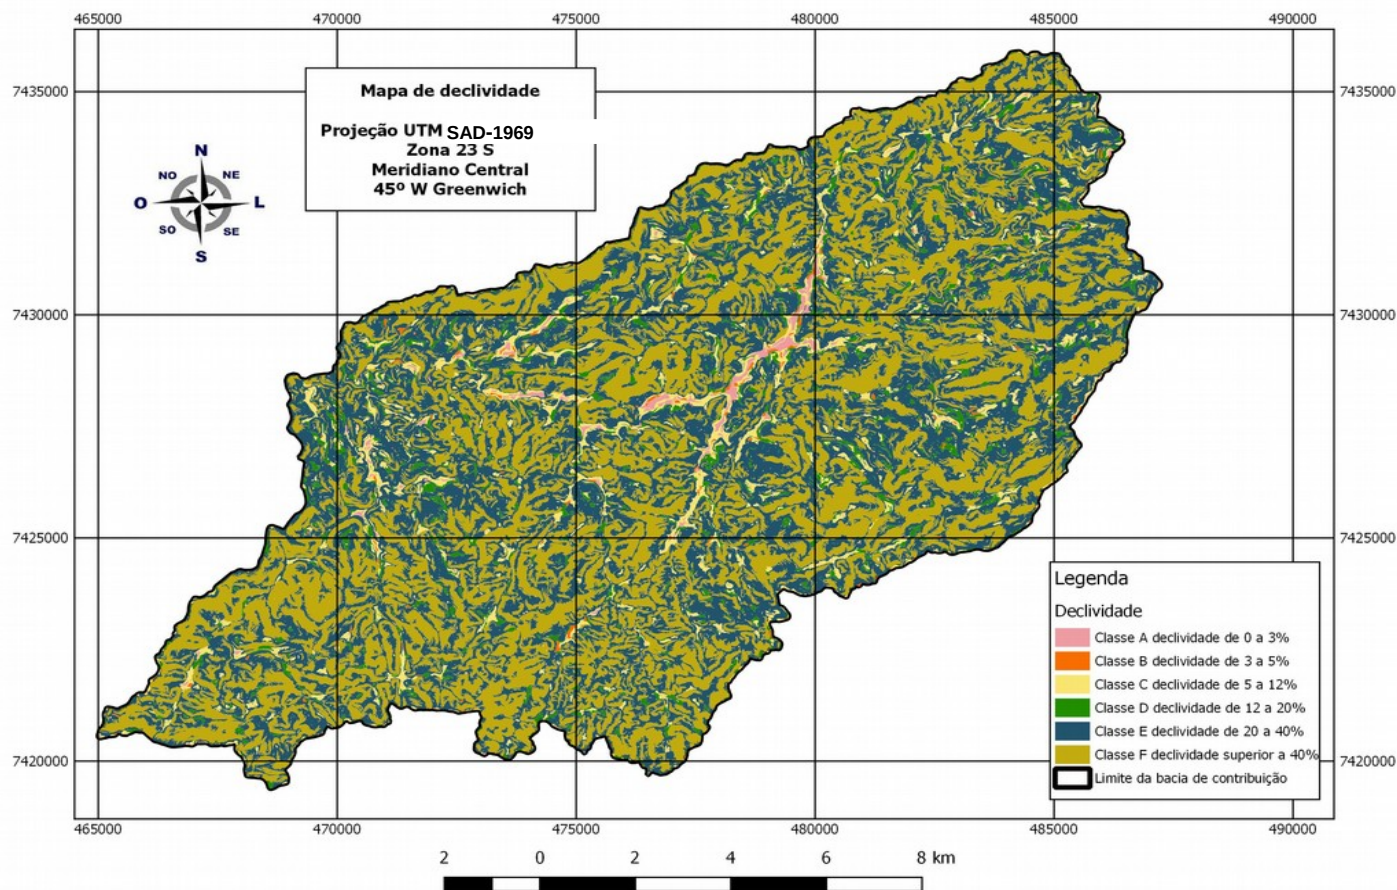 465000 470000 475000 480000 485000 490000
Mapa de declividade
Projeção UTM SAD-1969
Zona 23 S
Meridiano Central
45º W Greenwich
N
NO NE
O L
SO SE
S
7435000 7435000
7430000 7430000
7425000 7425000
7420000 7420000
Legenda
Declividade
Classe A declividade de 0 a 3%
Classe B declividade de 3 a 5%
Classe C declividade de 5 a 12%
Classe D declividade de 12 a 20%
Classe E declividade de 20 a 40%
Classe F declividade superior a 40%
Limite da bacia de contribuição
465000 470000 475000 480000 485000 490000
2 0 2 4 6 8 km